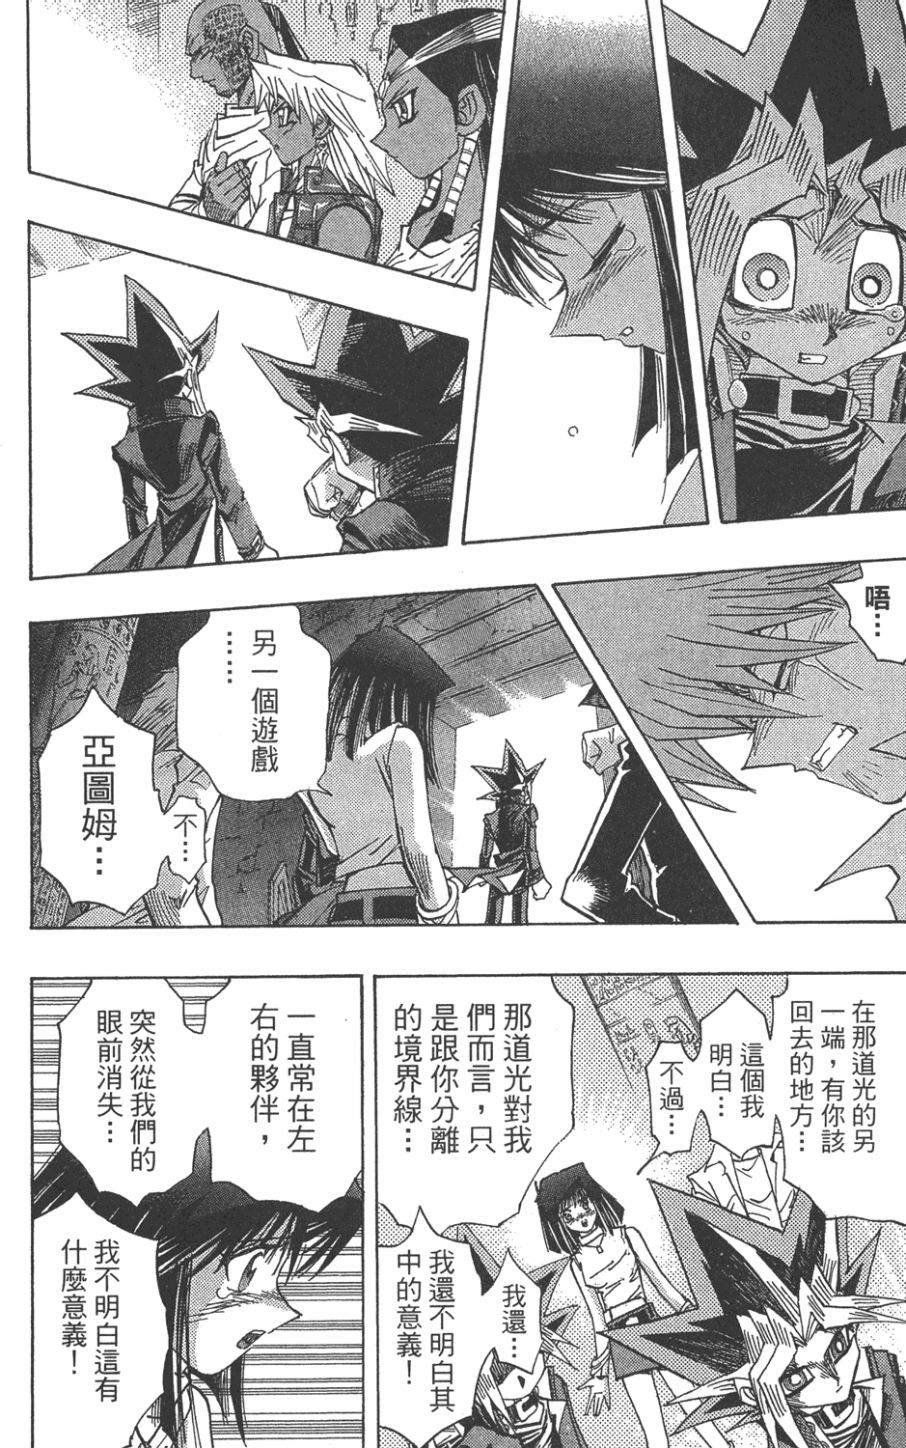 唔…
另一個遊戲
……
不…
亞圖姆…
在那道光的另
一端，有你該
回去的地方…
這個我
明白…
不過…
那道光對我
們而言，只
是跟你分離
的境界線…
我還…
我還不明白其
中的意義！
一直常在左
右的夥伴，
突然從我們的
眼前消失…
我不明白這有
什麼意義！